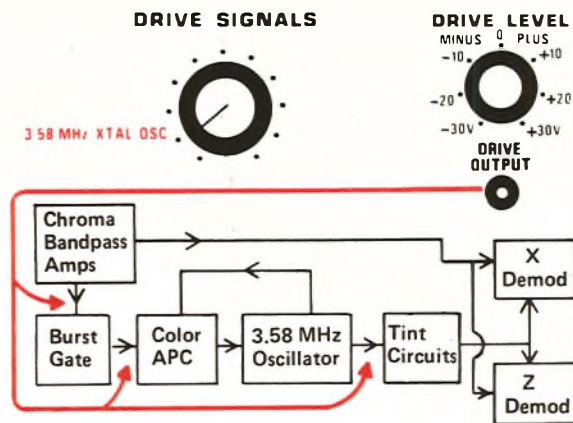 DRIVE SIGNALS
DRIVE LEVEL
MINUS 0 PLUS
-10 +10
-20 +20
-30V +30V
3.58 MHz XTAL OSC
DRIVE
OUTPUT
Chroma
Bandpass
Amps
X
Demod
Burst
Gate
Color
APC
3.58 MHz
Oscillator
Tint
Circuits
Z
Demod